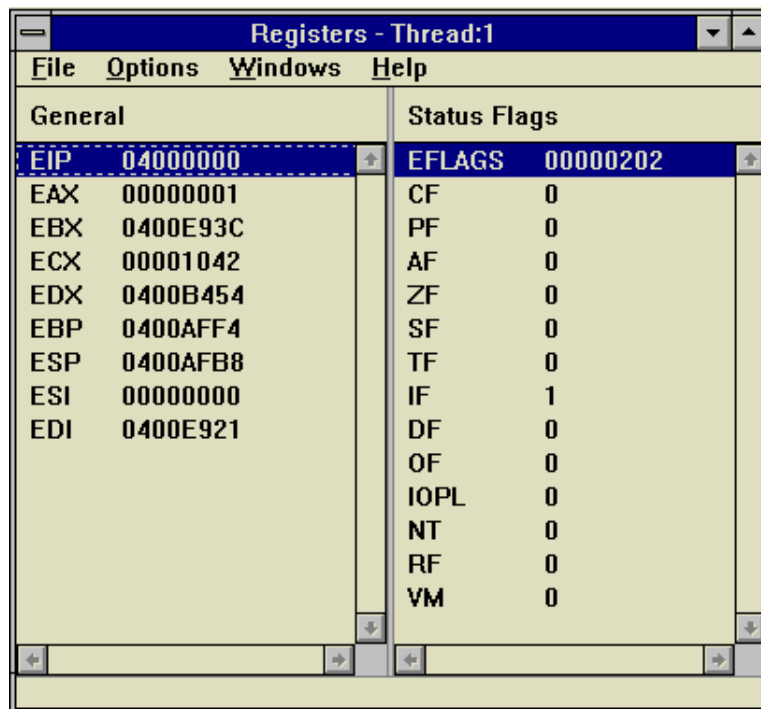 Registers - Thread:1
File Options Windows Help
General
EIP 04000000
EAX 00000001
EBX 0400E93C
ECX 00001042
EDX 0400B454
EBP 0400AFF4
ESP 0400AFB8
ESI 00000000
EDI 0400E921
Status Flags
EFLAGS 00000202
CF 0
PF 0
AF 0
ZF 0
SF 0
TF 0
IF 1
DF 0
OF 0
IOPL 0
NT 0
RF 0
VM 0